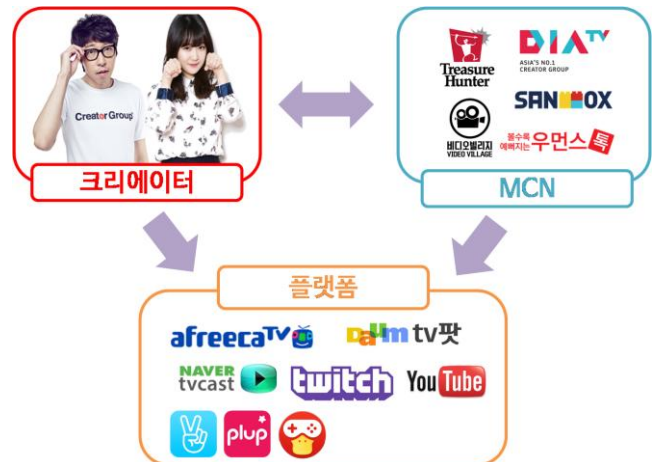 Creator Group
크리에이터
Treasure
Hunter
DIA TV
ASIA'S NO.1
CREATOR GROUP
비디오빌리지
VIDEO VILLAGE
SANDBOX
볼수록
예뻐지는 우먼스톡
MCN
플랫폼
afreecaTV
Daum tv팟
NAVER
tvcast
twitch
YouTube
V
plup